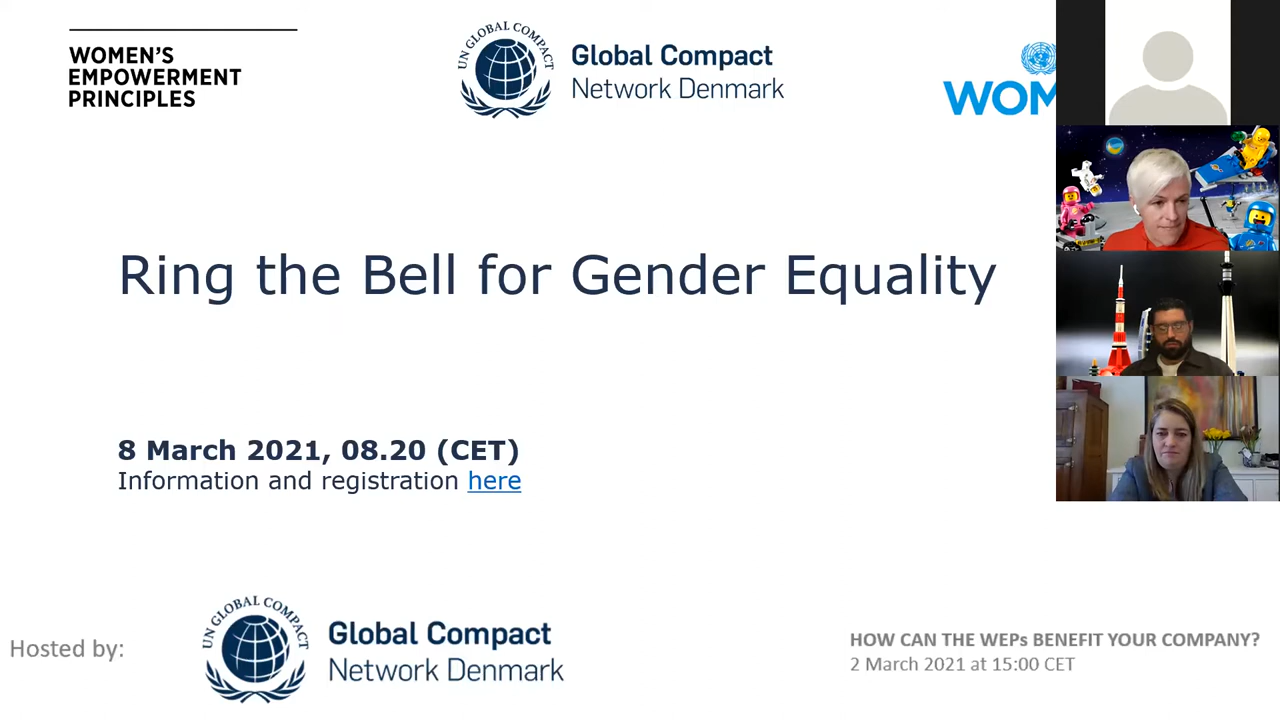 WOMEN'S
EMPOWERMENT
PRINCIPLES
UN GLOBAL COMPACT
Global Compact
Network Denmark
WOM
Ring the Bell for Gender Equality
8 March 2021, 08.20 (CET)
Information and registration here
Hosted by:
UN GLOBAL COMPACT
Global Compact
Network Denmark
HOW CAN THE WEPs BENEFIT YOUR COMPANY?
2 March 2021 at 15:00 CET